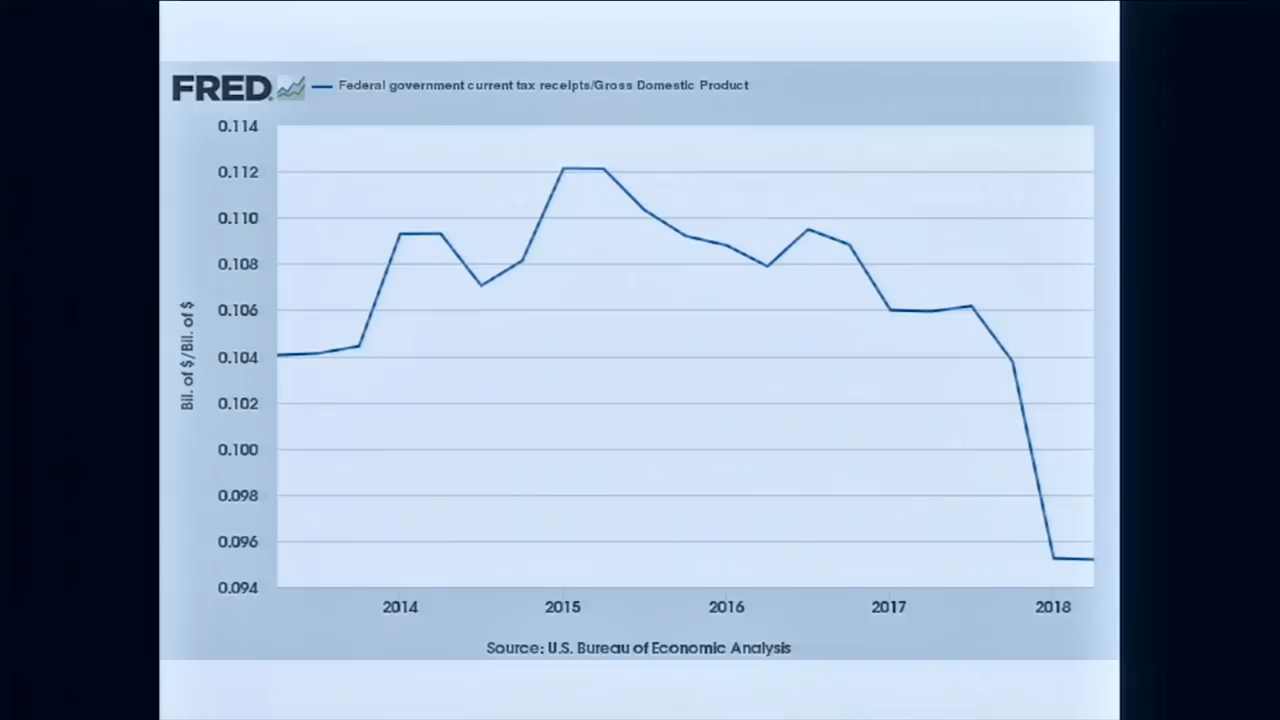 FRED
Federal government current tax receipts/Gross Domestic Product
0.114
0.112
0.110
0.108
0.106
0.104
0.102
0.100
0.098
0.096
0.094
Bil. of $/Bil. of $
2014 2015 2016 2017 2018
Source: U.S. Bureau of Economic Analysis